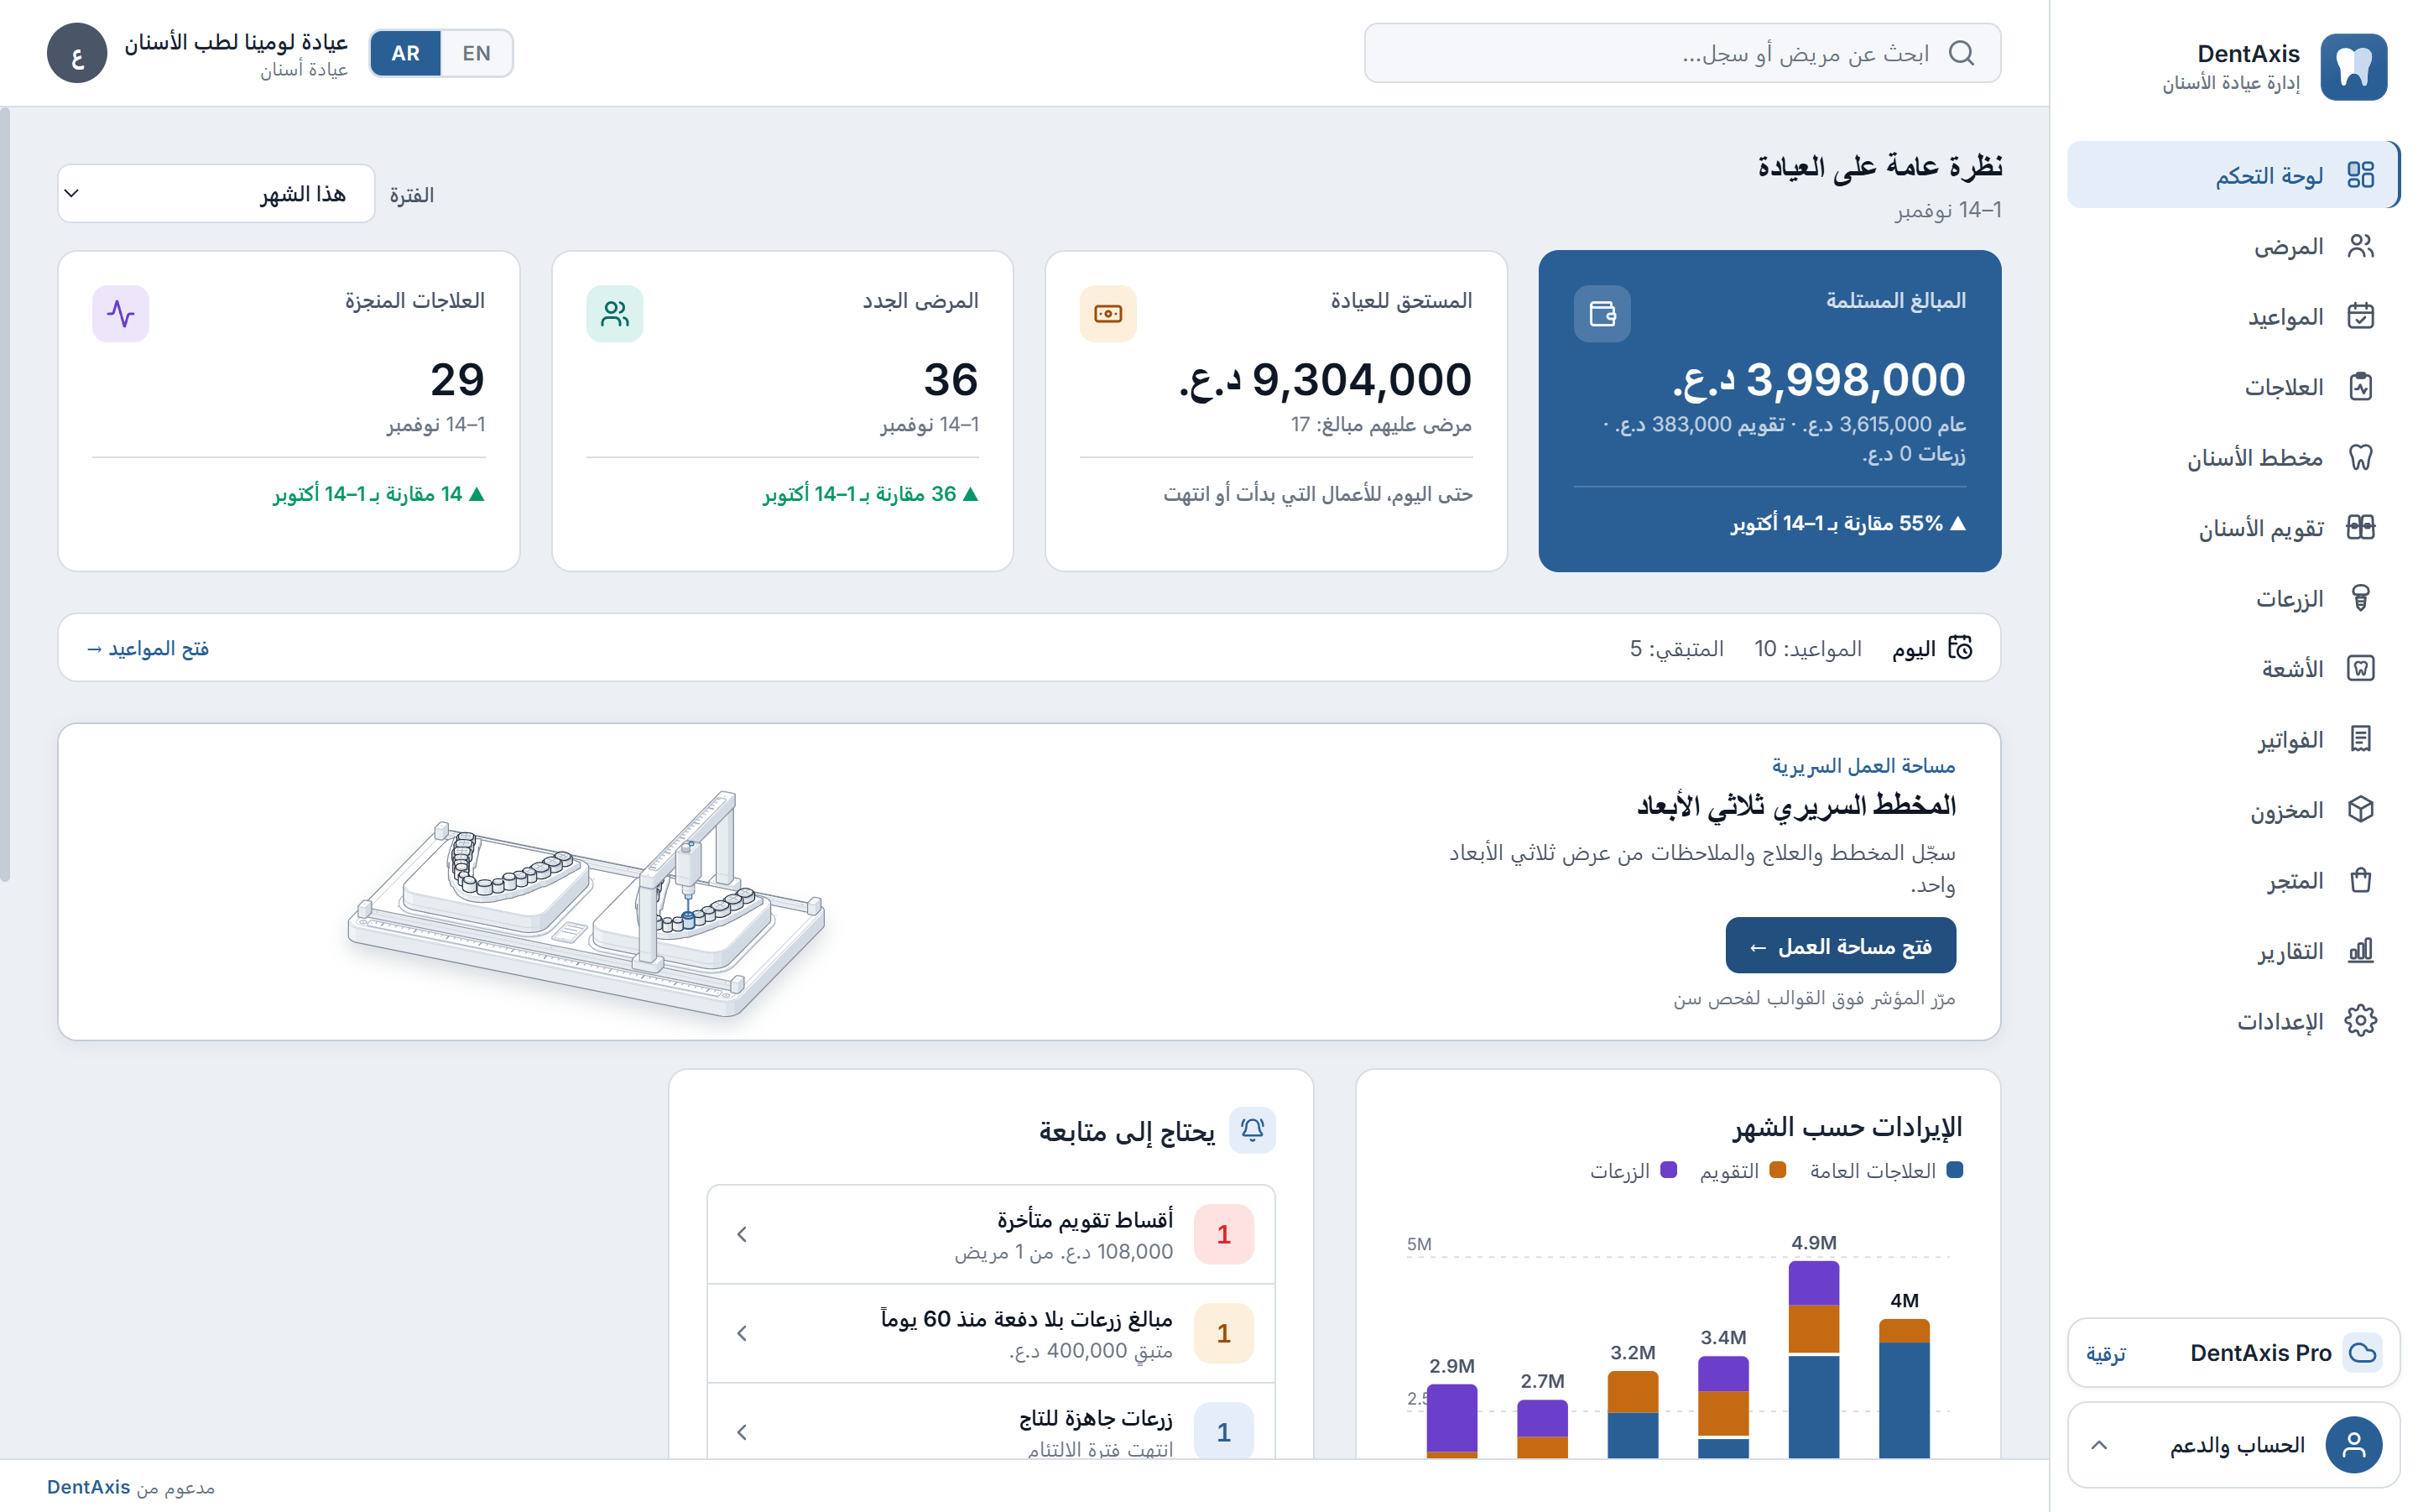 DentAxis
إدارة عيادة الأسنان
لوحة التحكم
المرضى
المواعيد
العلاجات
مخطط الأسنان
تقويم الأسنان
الزرعات
الأشعة
الفواتير
المخزون
المتجر
التقارير
الإعدادات
DentAxis Pro ترقية
الحساب والدعم
ابحث عن مريض أو سجل...
EN AR
عيادة لومينا لطب الأسنان
عيادة أسنان
ع
نظرة عامة على العيادة
1–14 نوفمبر
الفترة هذا الشهر
المبالغ المستلمة
3,998,000 د.ع.
عام 3,615,000 د.ع. · تقويم 383,000 د.ع. ·
زرعات 0 د.ع.
▲ 55% مقارنة بـ 1–14 أكتوبر
المستحق للعيادة
9,304,000 د.ع.
مرضى عليهم مبالغ: 17
حتى اليوم، للأعمال التي بدأت أو انتهت
المرضى الجدد
36
1–14 نوفمبر
▲ 36 مقارنة بـ 1–14 أكتوبر
العلاجات المنجزة
29
1–14 نوفمبر
▲ 14 مقارنة بـ 1–14 أكتوبر
اليوم المواعيد: 10 المتبقي: 5 فتح المواعيد →
مساحة العمل السريرية
المخطط السريري ثلاثي الأبعاد
سجّل المخطط والعلاج والملاحظات من عرض ثلاثي الأبعاد
واحد.
فتح مساحة العمل ←
مرّر المؤشر فوق القوالب لفحص سن
الإيرادات حسب الشهر
العلاجات العامة التقويم الزرعات
5M
4.9M
4M
3.4M
3.2M
2.9M
2.7M
يحتاج إلى متابعة
1 أقساط تقويم متأخرة
108,000 د.ع. من 1 مريض
1 مبالغ زرعات بلا دفعة منذ 60 يوماً
متبقٍ 400,000 د.ع.
1 زرعات جاهزة للتاج
انتهت فترة الالتئام
مدعوم من DentAxis